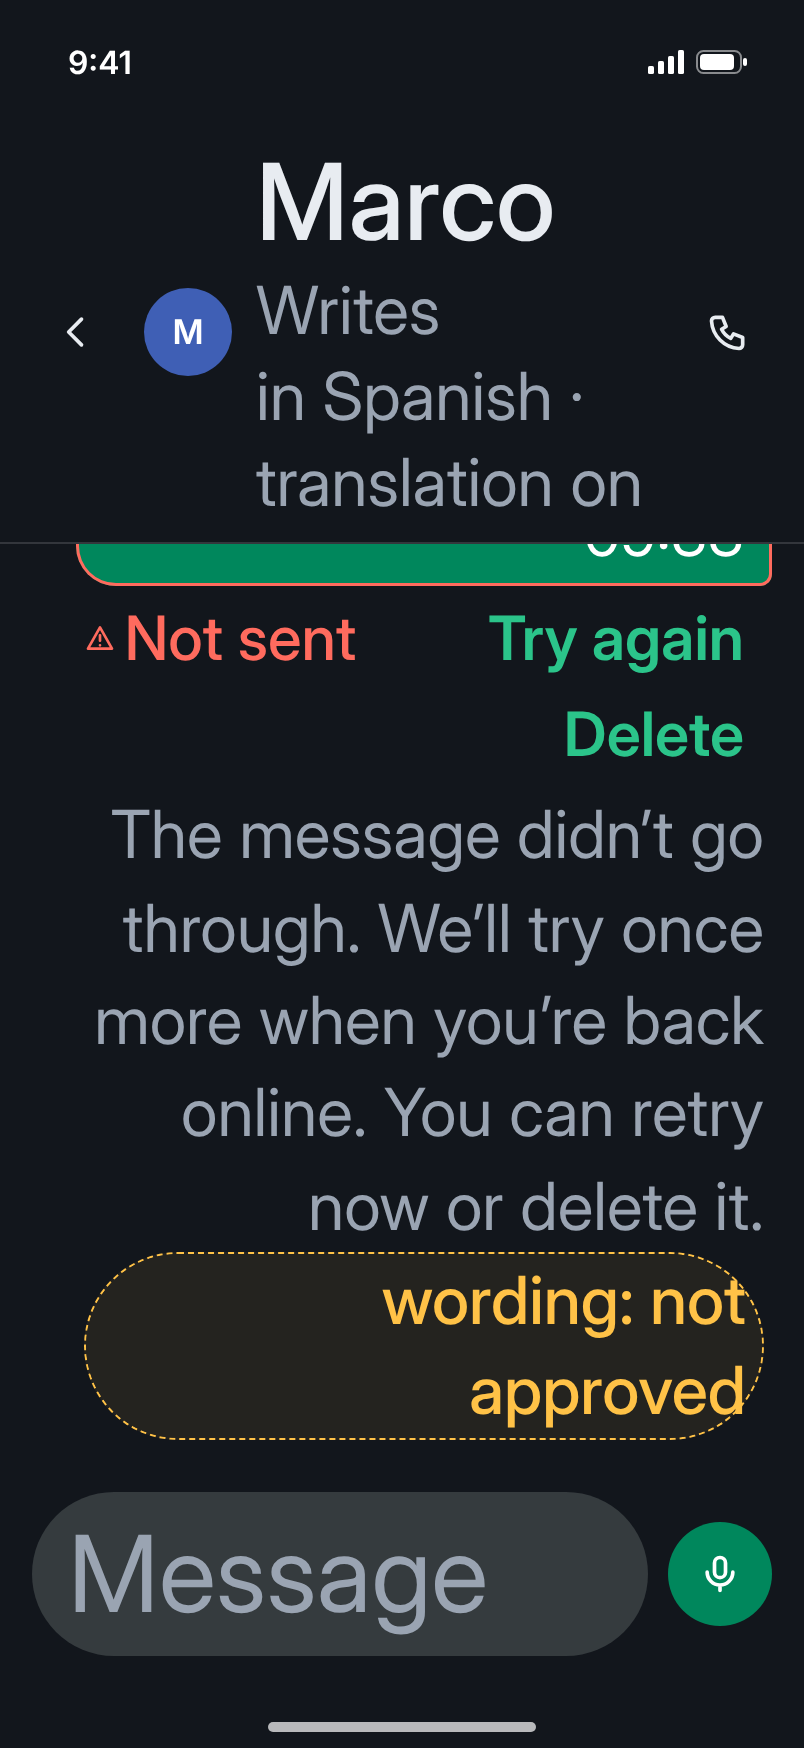 9:41
Marco
M
Writes
in Spanish ·
translation on
Not sent
Try again
Delete
The message didn’t go
through. We’ll try once
more when you’re back
online. You can retry
now or delete it.
wording: not
approved
Message